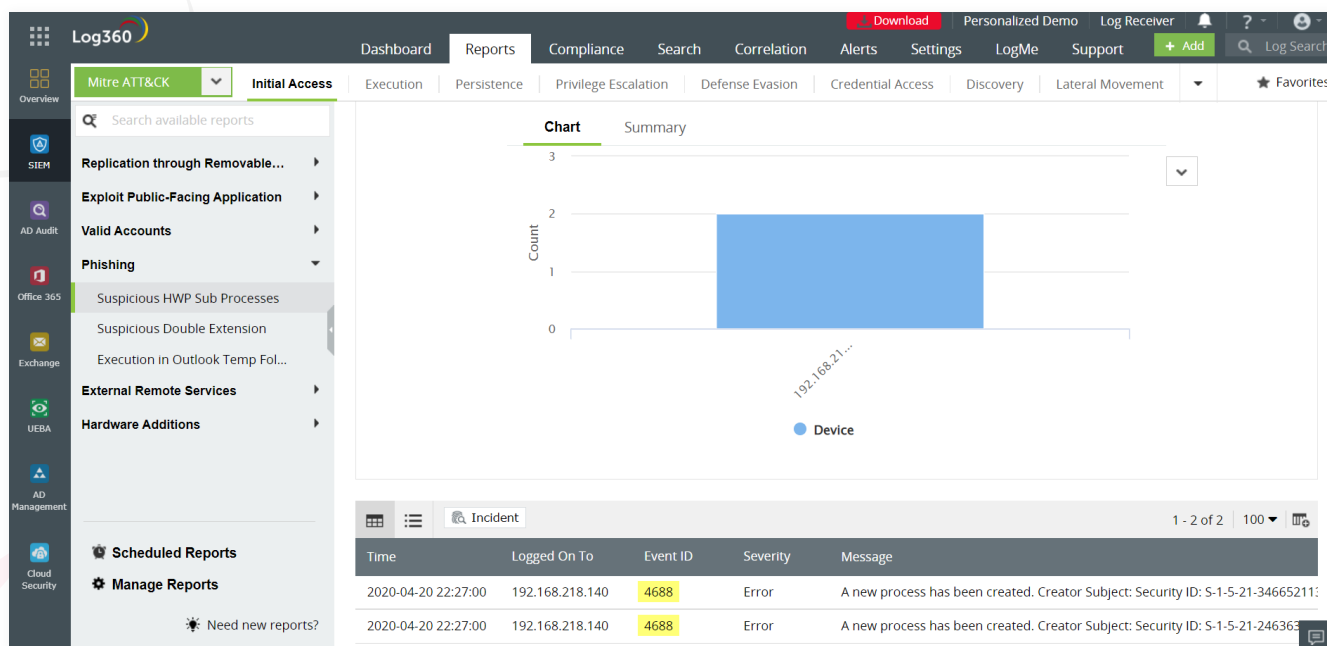 Download Personalized Demo Log Receiver ?
Log360
Dashboard Reports Compliance Search Correlation Alerts Settings LogMe Support + Add Log Search
Overview
Mitre ATT&CK Initial Access Execution Persistence Privilege Escalation Defense Evasion Credential Access Discovery Lateral Movement Favorites
Search available reports
Chart Summary
SIEM
Replication through Removable...
Exploit Public-Facing Application
AD Audit
Valid Accounts
Phishing
Office 365
Suspicious HWP Sub Processes
Suspicious Double Extension
Exchange
Execution in Outlook Temp Fol...
External Remote Services
UEBA
Hardware Additions
3
2
1
0
Count
192.168.21...
Device
AD
Management
Incident 1 - 2 of 2 100
Cloud
Security
Scheduled Reports
Manage Reports
Need new reports?
Time Logged On To Event ID Severity Message
2020-04-20 22:27:00 192.168.218.140 4688 Error A new process has been created. Creator Subject: Security ID: S-1-5-21-346652113
2020-04-20 22:27:00 192.168.218.140 4688 Error A new process has been created. Creator Subject: Security ID: S-1-5-21-246363